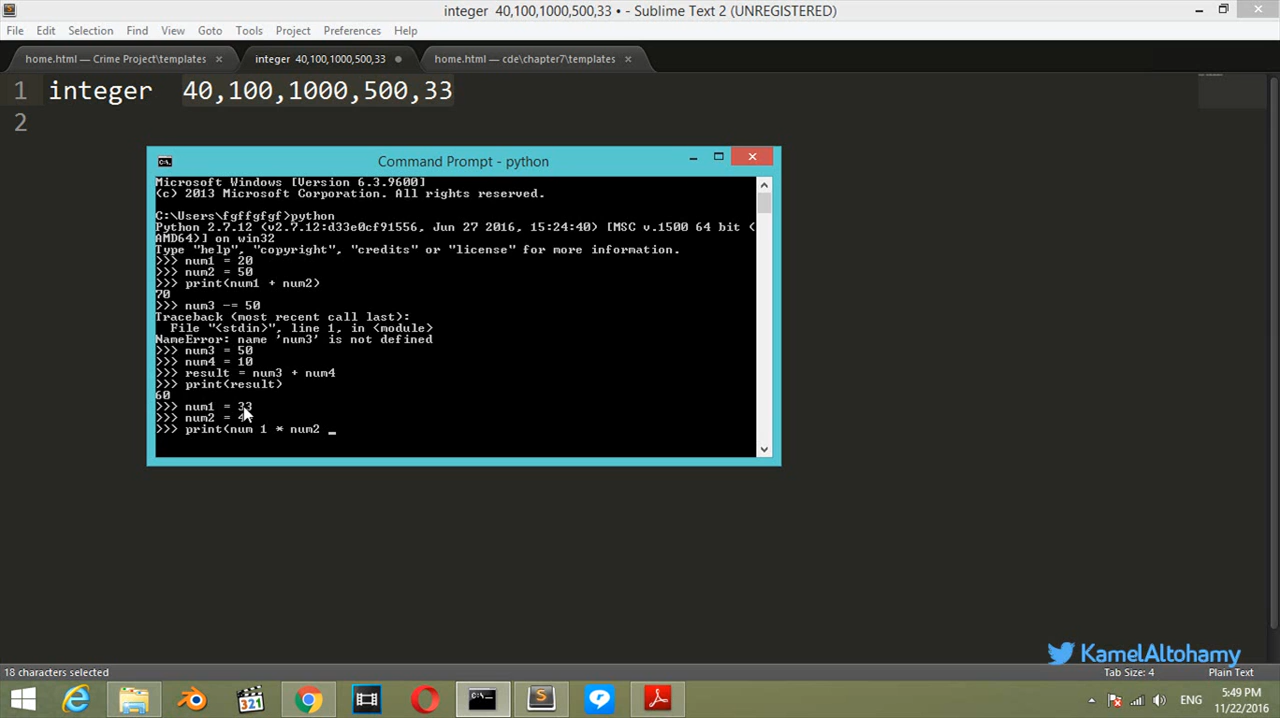 integer  40,100,1000,500,33 • - Sublime Text 2 (UNREGISTERED)
File Edit Selection Find View Goto Tools Project Preferences Help
home.html — Crime Project\templates × integer  40,100,1000,500,33 • home.html — cde\chapter7\templates ×
1 integer  40,100,1000,500,33
2
Command Prompt - python
Microsoft Windows [Version 6.3.9600]
(c) 2013 Microsoft Corporation. All rights reserved.
C:\Users\fgffgfgf>python
Python 2.7.12 (v2.7.12:d33e0cf91556, Jun 27 2016, 15:24:40) [MSC v.1500 64 bit (
AMD64)] on win32
Type "help", "copyright", "credits" or "license" for more information.
>>> num1 = 20
>>> num2 = 50
>>> print(num1 + num2)
70
>>> num3 -= 50
Traceback (most recent call last):
  File "<stdin>", line 1, in <module>
NameError: name 'num3' is not defined
>>> num3 = 50
>>> num4 = 10
>>> result = num3 + num4
>>> print(result)
60
>>> num1 = 33
>>> num2 =
>>> print(num 1 * num2 _
KamelAltohamy
18 characters selected Tab Size: 4 Plain Text
321 ENG 5:49 PM
11/22/2016